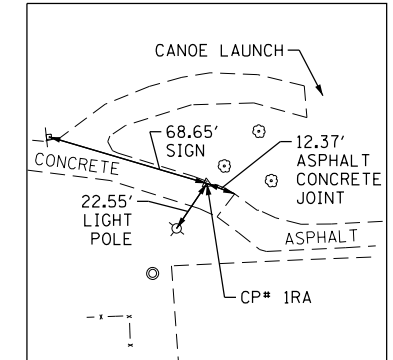 CANOE LAUNCH
68.65'
SIGN
12.37'
ASPHALT
CONCRETE
JOINT
CONCRETE
22.55'
LIGHT
POLE
ASPHALT
CP# 1RA